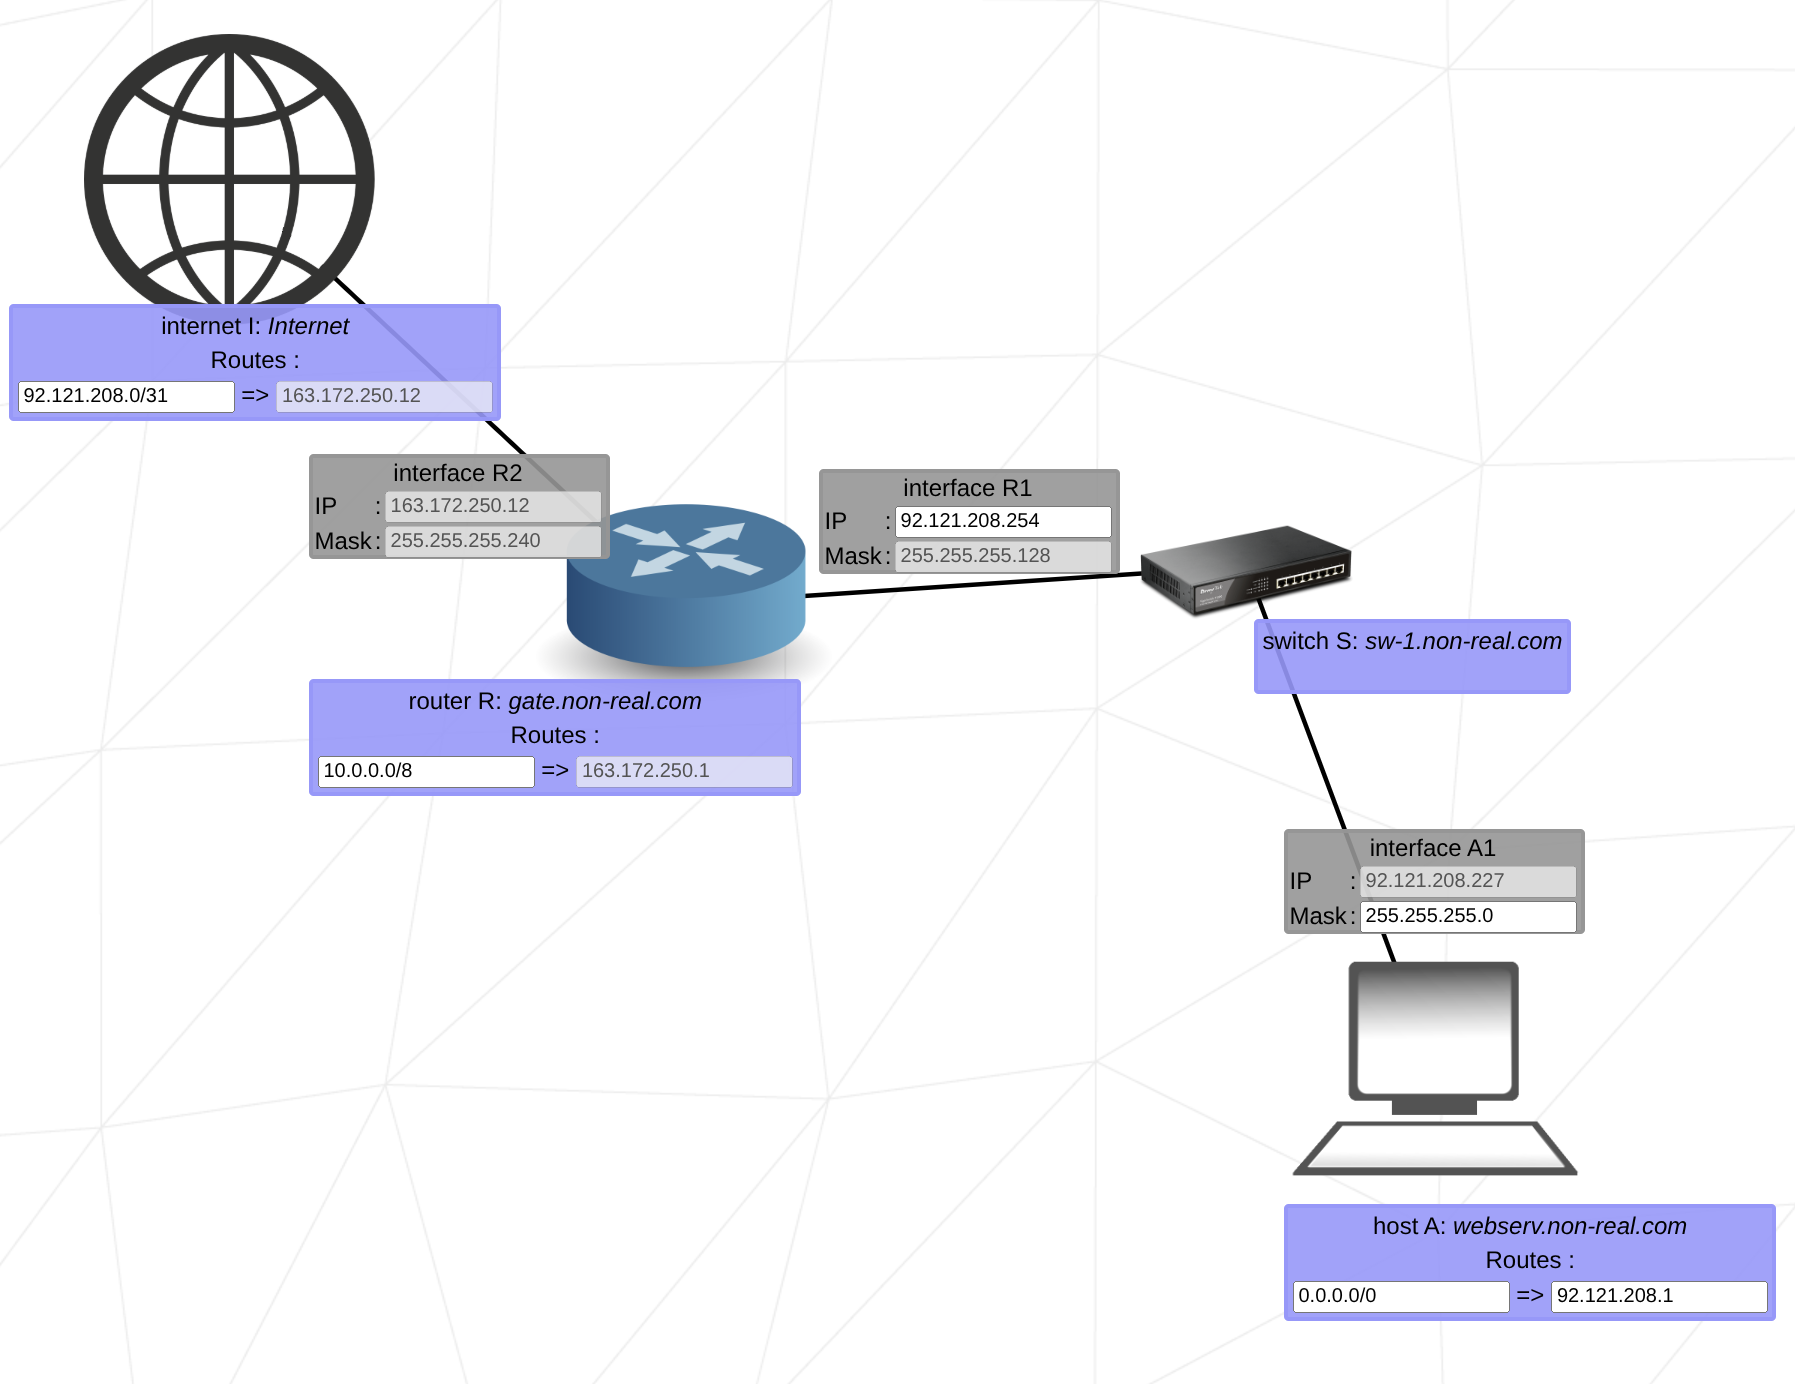 internet I: Internet
Routes :
92.121.208.0/31 => 163.172.250.12
interface R2
IP : 163.172.250.12
Mask : 255.255.255.240
interface R1
IP : 92.121.208.254
Mask : 255.255.255.128
switch S: sw-1.non-real.com
router R: gate.non-real.com
Routes :
10.0.0.0/8 => 163.172.250.1
interface A1
IP : 92.121.208.227
Mask : 255.255.255.0
host A: webserv.non-real.com
Routes :
0.0.0.0/0 => 92.121.208.1